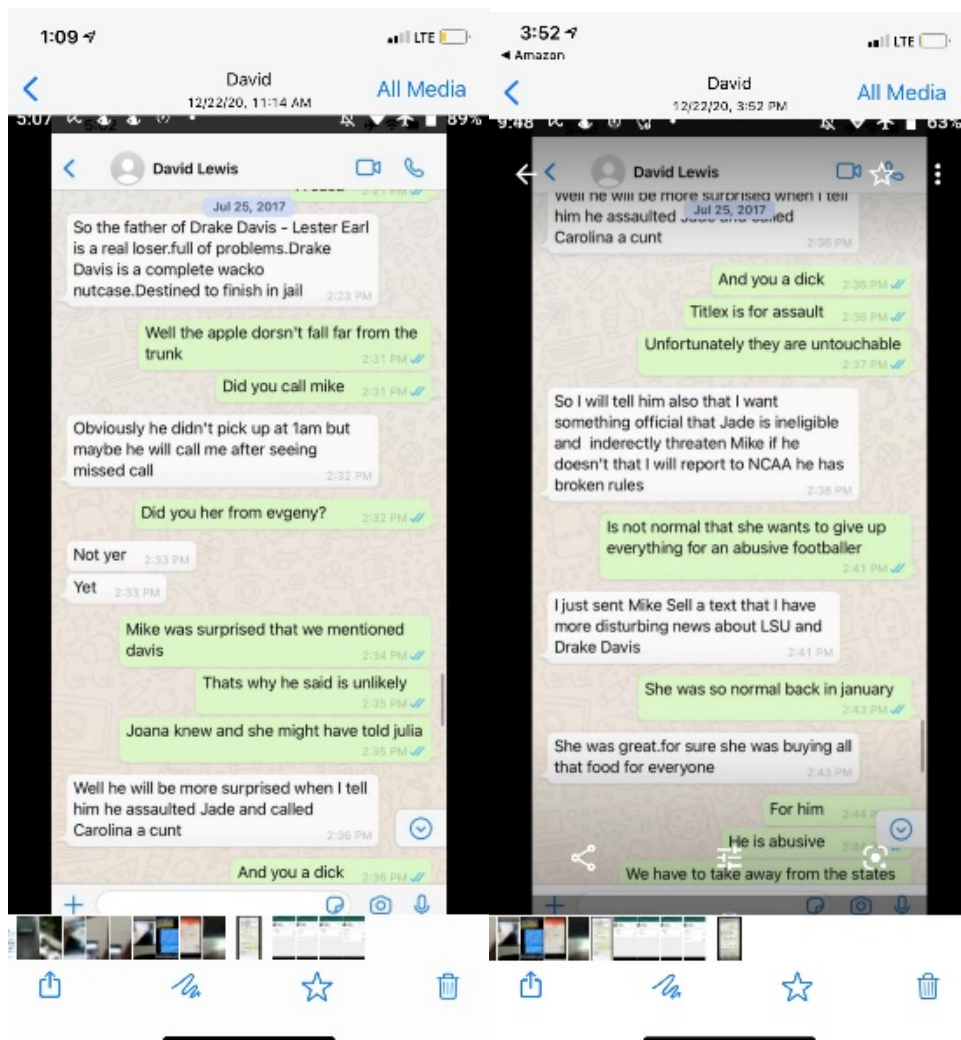 1:09
LTE
David
12/22/20, 11:14 AM
All Media
5:07
89%
David Lewis
2:21 PM
Jul 25, 2017
So the father of Drake Davis - Lester Earl
is a real loser.full of problems.Drake
Davis is a complete wacko
nutcase.Destined to finish in jail
2:23 PM
Well the apple dorsn't fall far from the
trunk
2:31 PM
Did you call mike
2:31 PM
Obviously he didn't pick up at 1am but
maybe he will call me after seeing
missed call
2:32 PM
Did you her from evgeny?
2:32 PM
Not yer
2:33 PM
Yet
2:33 PM
Mike was surprised that we mentioned
davis
2:34 PM
Thats why he said is unlikely
2:35 PM
Joana knew and she might have told julia
2:35 PM
Well he will be more surprised when I tell
him he assaulted Jade and called
Carolina a cunt
2:36 PM
And you a dick
2:36 PM
3:52
Amazon
LTE
David
12/22/20, 3:52 PM
All Media
9:48
63%
David Lewis
Well he will be more surprised when I tell
him he assaulted Jade and called
Jul 25, 2017
Carolina a cunt
2:36 PM
And you a dick
2:36 PM
Titlex is for assault
2:36 PM
Unfortunately they are untouchable
2:37 PM
So I will tell him also that I want
something official that Jade is ineligible
and inderectly threaten Mike if he
doesn't that I will report to NCAA he has
broken rules
2:38 PM
Is not normal that she wants to give up
everything for an abusive footballer
2:41 PM
I just sent Mike Sell a text that I have
more disturbing news about LSU and
Drake Davis
2:41 PM
She was so normal back in january
2:43 PM
She was great.for sure she was buying all
that food for everyone
2:43 PM
For him
2:44
He is abusive
We have to take away from the states